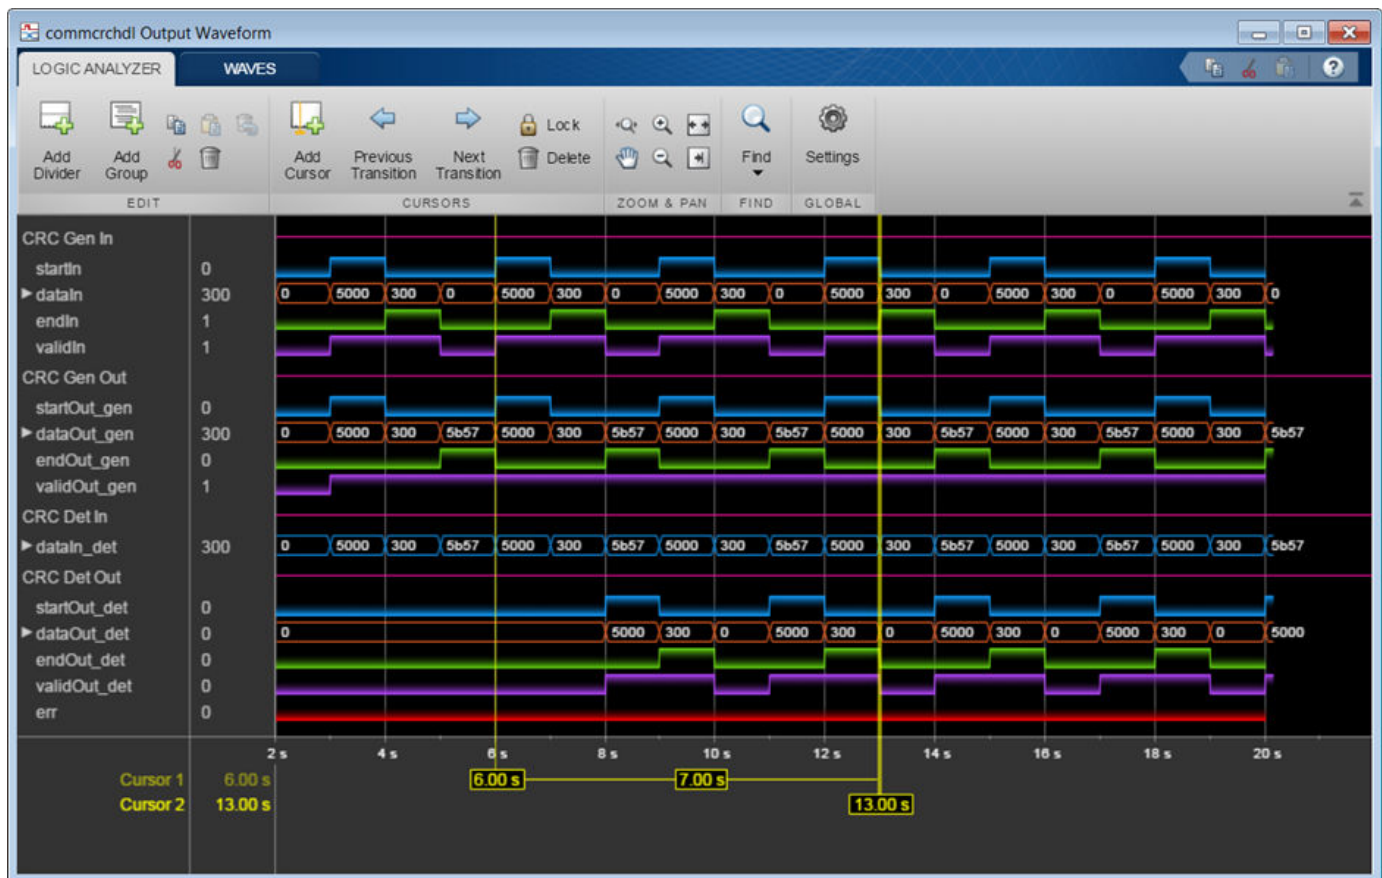 commcrchdl Output Waveform
LOGIC ANALYZER WAVES
Add Divider
Add Group
Add Cursor
Previous Transition
Next Transition
Lock
Delete
Find
Settings
EDIT CURSORS ZOOM & PAN FIND GLOBAL
CRC Gen In
startIn 0
dataIn 300 0 5000 300 0 5000 300 0 5000 300 0 5000 300 0 5000 300 0 5000 300 0
endIn 1
validIn 1
CRC Gen Out
startOut_gen 0
dataOut_gen 300 0 5000 300 5b57 5000 300 5b57 5000 300 5b57 5000 300 5b57 5000 300 5b57 5000 300 5b57
endOut_gen 0
validOut_gen 1
CRC Det In
dataIn_det 300 0 5000 300 5b57 5000 300 5b57 5000 300 5b57 5000 300 5b57 5000 300 5b57 5000 300 5b57
CRC Det Out
startOut_det 0
dataOut_det 0 0 5000 300 0 5000 300 0 5000 300 0 5000 300 0 5000
endOut_det 0
validOut_det 0
err 0
2 s 4 s 6 s 8 s 10 s 12 s 14 s 16 s 18 s 20 s
Cursor 1 6.00 s 6.00 s 7.00 s
Cursor 2 13.00 s 13.00 s